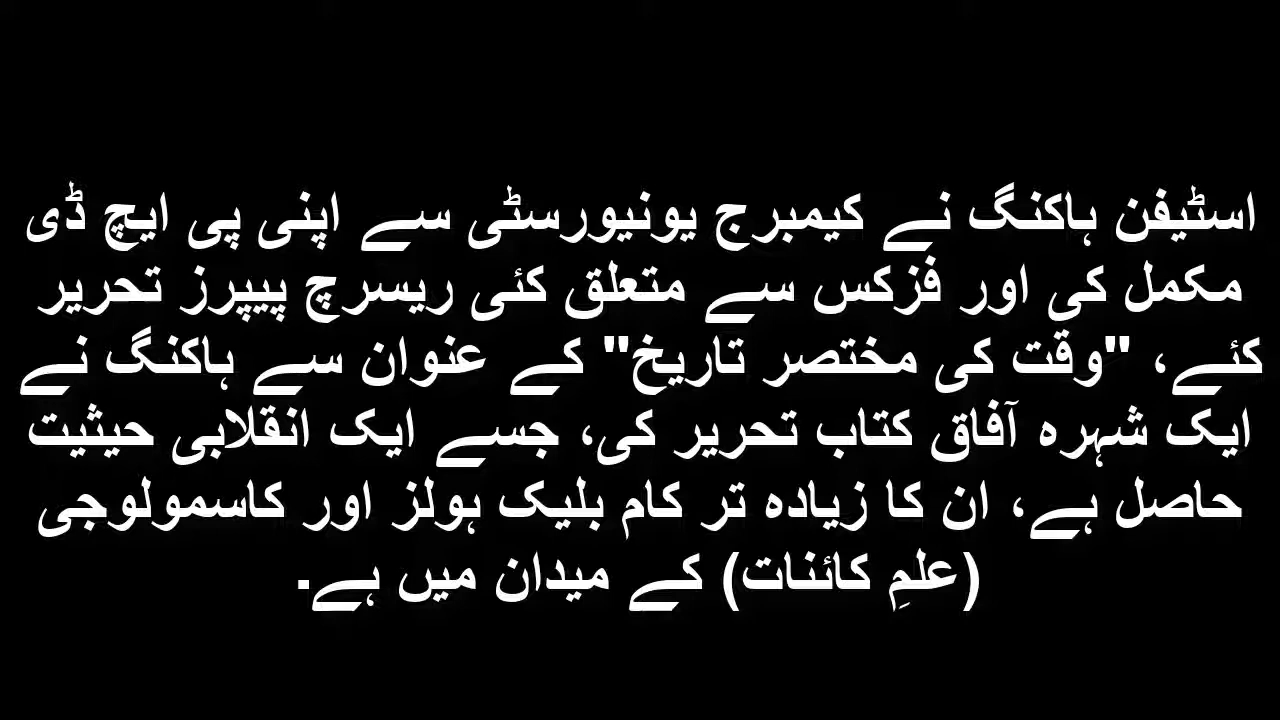 اسٹیفن ہاکنگ نے کیمبرج یونیورسٹی سے اپنی پی ایچ ڈی
مکمل کی اور فزکس سے متعلق کئی ریسرچ پیپرز تحریر
کئے، "وقت کی مختصر تاریخ" کے عنوان سے ہاکنگ نے
ایک شہرہ آفاق کتاب تحریر کی، جسے ایک انقلابی حیثیت
حاصل ہے، ان کا زیادہ تر کام بلیک ہولز اور کاسمولوجی
(علمِ کائنات) کے میدان میں ہے.